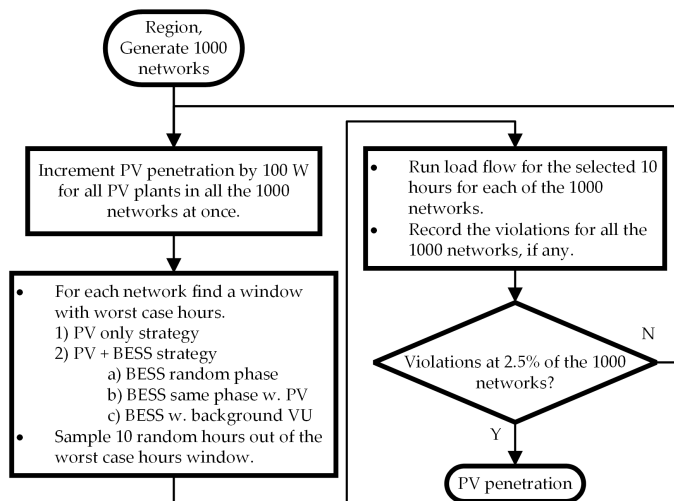 Region,
Generate 1000
networks
Increment PV penetration by 100 W
for all PV plants in all the 1000
networks at once.
• For each network find a window
with worst case hours.
1) PV only strategy
2) PV + BESS strategy
a) BESS random phase
b) BESS same phase w. PV
c) BESS w. background VU
• Sample 10 random hours out of the
worst case hours window.
• Run load flow for the selected 10
hours for each of the 1000
networks.
• Record the violations for all the
1000 networks, if any.
Violations at 2.5% of the 1000
networks?
N
Y
PV penetration